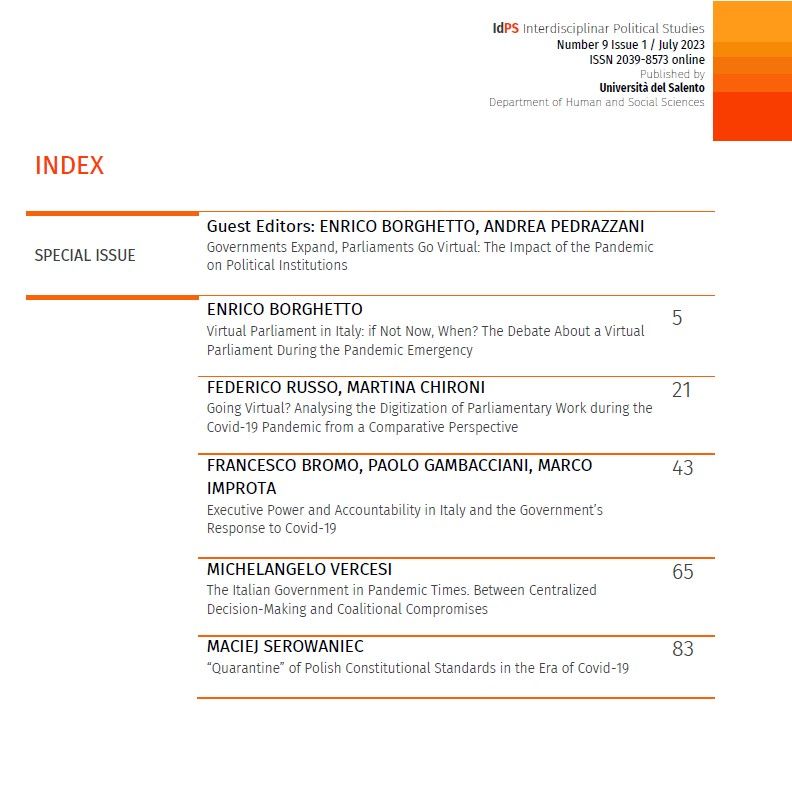 IdPS Interdisciplinar Political Studies
Number 9 Issue 1 / July 2023
ISSN 2039-8573 online
Published by
Università del Salento
Department of Human and Social Sciences
INDEX
SPECIAL ISSUE
Guest Editors: ENRICO BORGHETTO, ANDREA PEDRAZZANI
Governments Expand, Parliaments Go Virtual: The Impact of the Pandemic
on Political Institutions
ENRICO BORGHETTO
5
Virtual Parliament in Italy: if Not Now, When? The Debate About a Virtual
Parliament During the Pandemic Emergency
FEDERICO RUSSO, MARTINA CHIRONI
21
Going Virtual? Analysing the Digitization of Parliamentary Work during the
Covid-19 Pandemic from a Comparative Perspective
FRANCESCO BROMO, PAOLO GAMBACCIANI, MARCO
43
IMPROTA
Executive Power and Accountability in Italy and the Government’s
Response to Covid-19
MICHELANGELO VERCESI
65
The Italian Government in Pandemic Times. Between Centralized
Decision-Making and Coalitional Compromises
MACIEJ SEROWANIEC
83
“Quarantine” of Polish Constitutional Standards in the Era of Covid-19